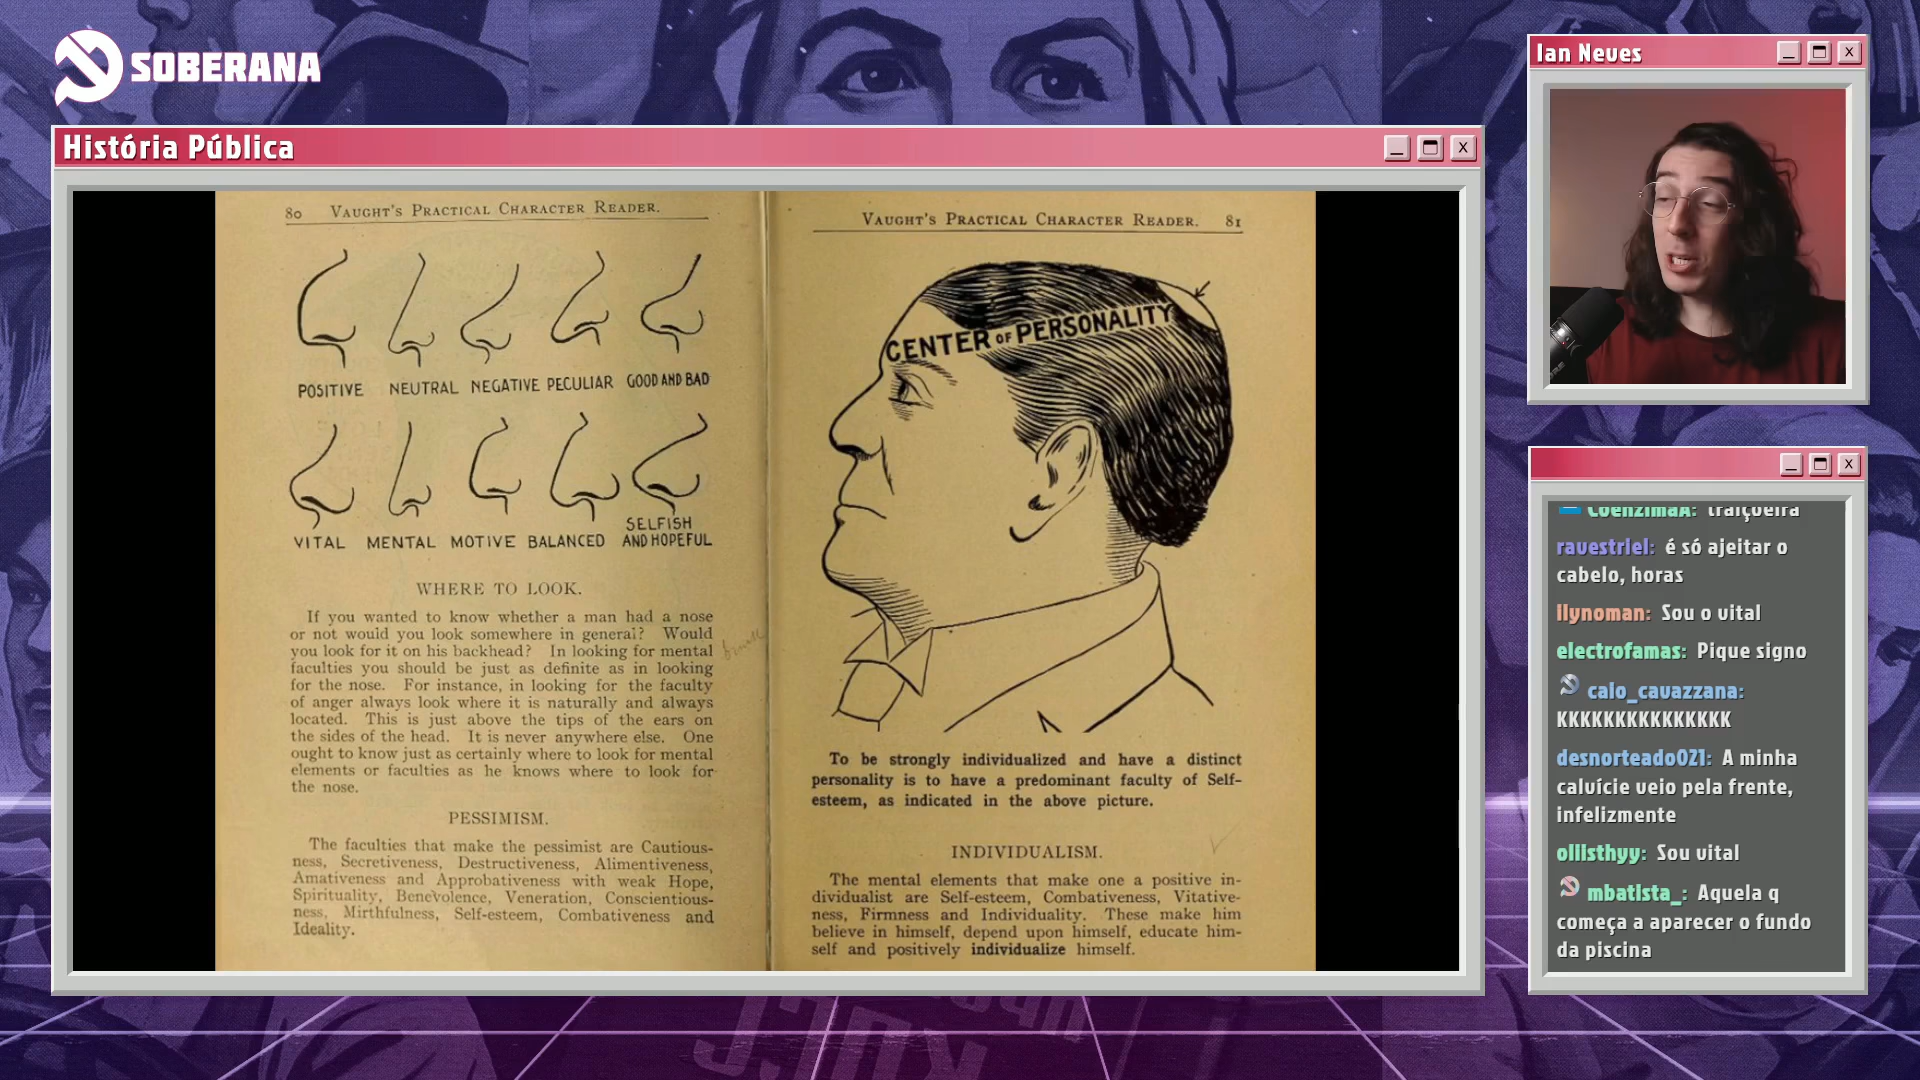 SOBERANA
História Pública
80 VAUGHT'S PRACTICAL CHARACTER READER.
POSITIVE NEUTRAL NEGATIVE PECULIAR GOOD AND BAD
VITAL MENTAL MOTIVE BALANCED SELFISH AND HOPEFUL
WHERE TO LOOK.
If you wanted to know whether a man had a nose
or not would you look somewhere in general? Would
you look for it on his backhead? In looking for mental
faculties you should be just as definite as in looking
for the nose. For instance, in looking for the faculty
of anger always look where it is naturally and always
located. This is just above the tips of the ears on
the sides of the head. It is never anywhere else. One
ought to know just as certainly where to look for mental
elements or faculties as he knows where to look for
the nose.
PESSIMISM.
The faculties that make the pessimist are Cautious-
ness, Secretiveness, Destructiveness, Alimentiveness,
Amativeness and Approbativeness with weak Hope,
Spirituality, Benevolence, Veneration, Conscientious-
ness, Mirthfulness, Self-esteem, Combativeness and
Ideality.
VAUGHT'S PRACTICAL CHARACTER READER. 81
CENTER OF PERSONALITY
To be strongly individualized and have a distinct
personality is to have a predominant faculty of Self-
esteem, as indicated in the above picture.
INDIVIDUALISM.
The mental elements that make one a positive in-
dividualist are Self-esteem, Combativeness, Vitative-
ness, Firmness and Individuality. These make him
believe in himself, depend upon himself, educate him-
self and positively individualize himself.
Ian Neves
CoenzimaA: traiçoeira
ravestriel: é só ajeitar o
cabelo, horas
llynoman: Sou o vital
electrofamas: Pique signo
caio_cavazzana:
KKKKKKKKKKKKKKK
desnorteado021: A minha
calvície veio pela frente,
infelizmente
ollisthyy: Sou vital
mbatista_: Aquela q
começa a aparecer o fundo
da piscina